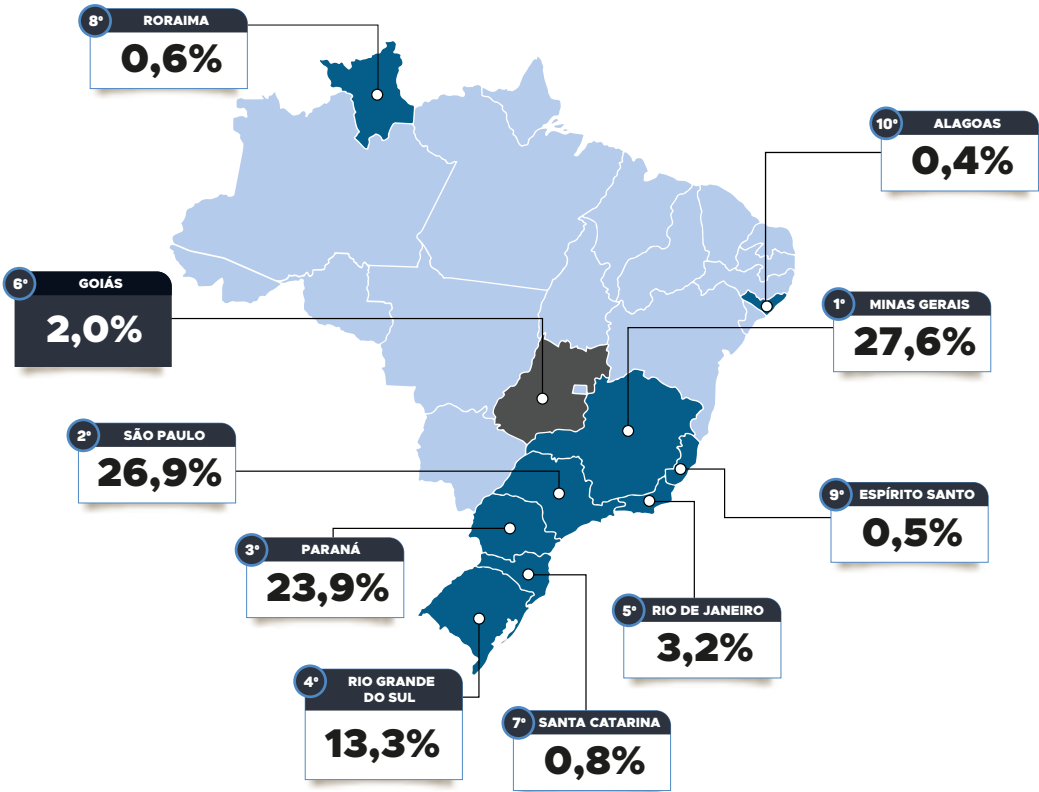 8º RORAIMA
0,6%
10º ALAGOAS
0,4%
6º GOIÁS
2,0%
1º MINAS GERAIS
27,6%
2º SÃO PAULO
26,9%
9º ESPÍRITO SANTO
0,5%
3º PARANÁ
23,9%
5º RIO DE JANEIRO
3,2%
4º RIO GRANDE
DO SUL
13,3%
7º SANTA CATARINA
0,8%